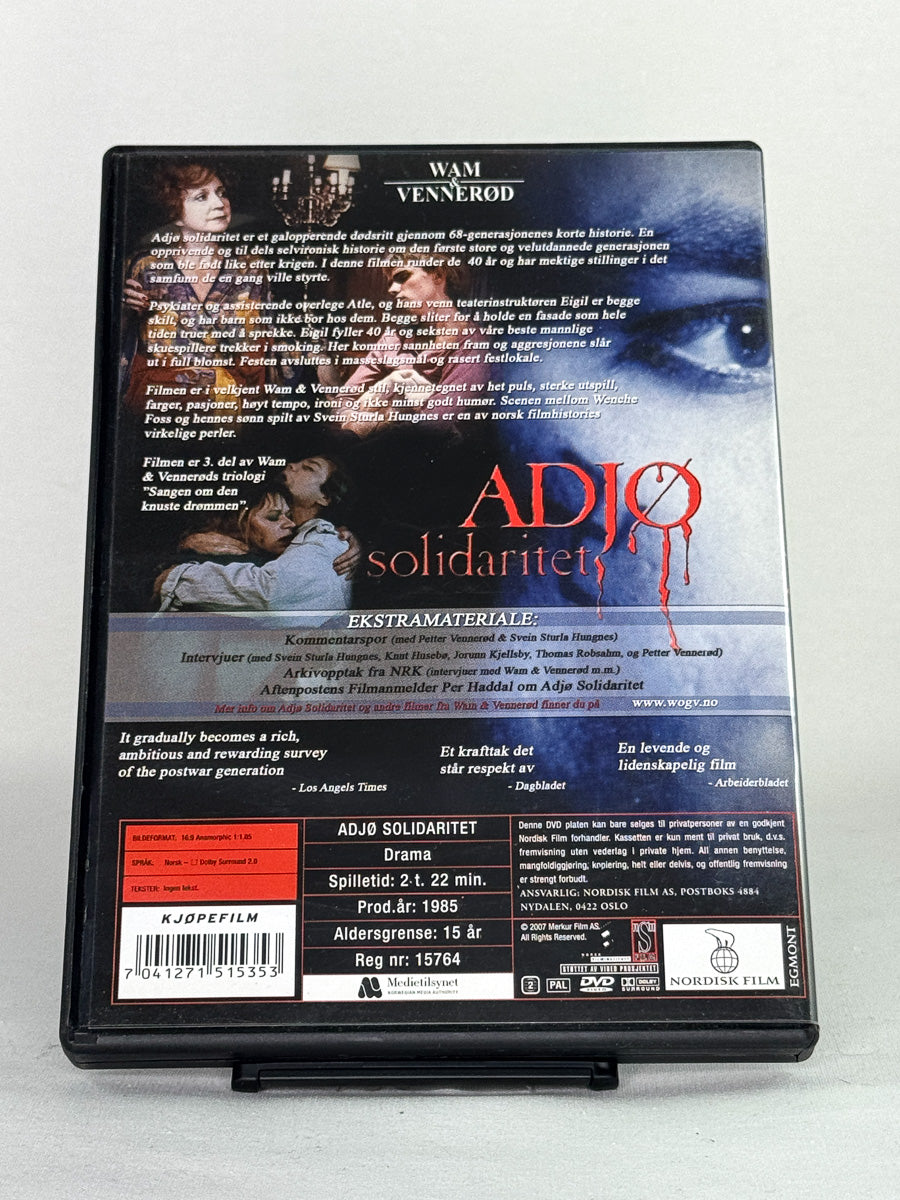 WAM
&
VENNERØD
Adjø solidaritet er et galopperende dødsritt gjennom 68-generasjonenes korte historie. En
opprivende og til dels selvironisk historie om den første store og velutdannede generasjonen
som ble født like etter krigen. I denne filmen runder de 40 år og har mektige stillinger i det
samfunn de en gang ville styrte.
Psykiater og assisterende overlege Atle, og hans venn teaterinstruktøren Eigil er begge
skilt, og har barn som ikke bor hos dem. Begge sliter for å holde en fasade som hele
tiden truer med å sprekke. Eigil fyller 40 år og seksten av våre beste mannlige
skuespillere trekker i smoking. Her kommer sannheten fram og aggresjonene slår
ut i full blomst. Festen avsluttes i masseslagsmål og rasert festlokale.
Filmen er i velkjent Wam & Vennerød stil, kjennetegnet av het puls, sterke utspill,
farger, pasjoner, høyt tempo, ironi og ikke minst godt humør. Scenen mellom Wenche
Foss og hennes sønn spilt av Svein Sturla Hungnes er en av norsk filmhistories
virkelige perler.
Filmen er 3. del av Wam
& Vennerøds triologi
"Sangen om den
knuste drømmen".
ADJØ
solidaritet
EKSTRAMATERIALE:
Kommentarspor (med Petter Vennerød & Svein Sturla Hungnes)
Intervjuer (med Svein Sturla Hungnes, Knut Husebø, Jorunn Kjellsby, Thomas Robsahm, og Petter Vennerød)
Arkivopptak fra NRK (intervjuer med Wam & Vennerød m.m.)
Aftenpostens Filmanmelder Per Haddal om Adjø Solidaritet
Mer info om Adjø Solidaritet og andre filmer fra Wam & Vennerød finner du på www.wogv.no
It gradually becomes a rich,
ambitious and rewarding survey
of the postwar generation
- Los Angels Times
Et krafttak det
står respekt av
- Dagbladet
En levende og
lidenskapelig film
- Arbeiderbladet
BILDEFORMAT: 16:9 Anamorphic 1:1,85
SPRÅK: Norsk – Dolby Surround 2.0
TEKSTER: Ingen tekst.
KJØPEFILM
7 041271 515353
ADJØ SOLIDARITET
Drama
Spilletid: 2 t. 22 min.
Prod.år: 1985
Aldersgrense: 15 år
Reg nr: 15764
Medietilsynet
NORWEGIAN MEDIA AUTHORITY
Denne DVD platen kan bare selges til privatpersoner av en godkjent
Nordisk Film forhandler. Kassetten er kun ment til privat bruk, d.v.s.
fremvisning uten vederlag i private hjem. All annen benyttelse,
mangfoldiggjøring, kopiering, helt eller delvis, og offentlig fremvisning
er strengt forbudt.
ANSVARLIG: NORDISK FILM AS, POSTBOKS 4884
NYDALEN, 0422 OSLO
© 2007 Merkur Film AS.
All Rights Reserved.
STØTTET AV VIDEO PROSJEKTET
2 PAL DVD VIDEO DOLBY SURROUND
NORDISK FILM
EGMONT